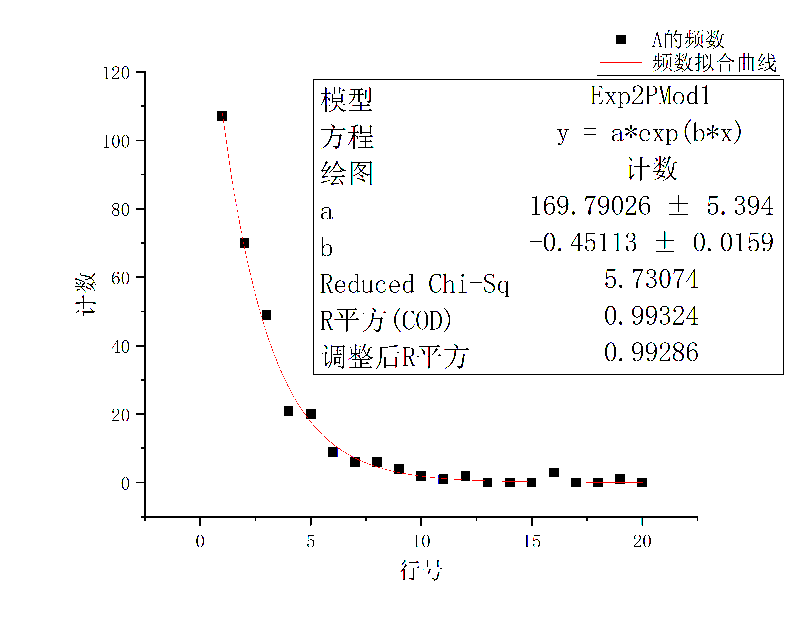 A的频数
频数拟合曲线
模型 Exp2PMod1
方程 y = a*exp(b*x)
绘图 计数
a 169.79026 ± 5.394
b -0.45113 ± 0.0159
Reduced Chi-Sq 5.73074
R平方(COD) 0.99324
调整后R平方 0.99286
120
100
80
60
40
20
0
计数
0 5 10 15 20
行号